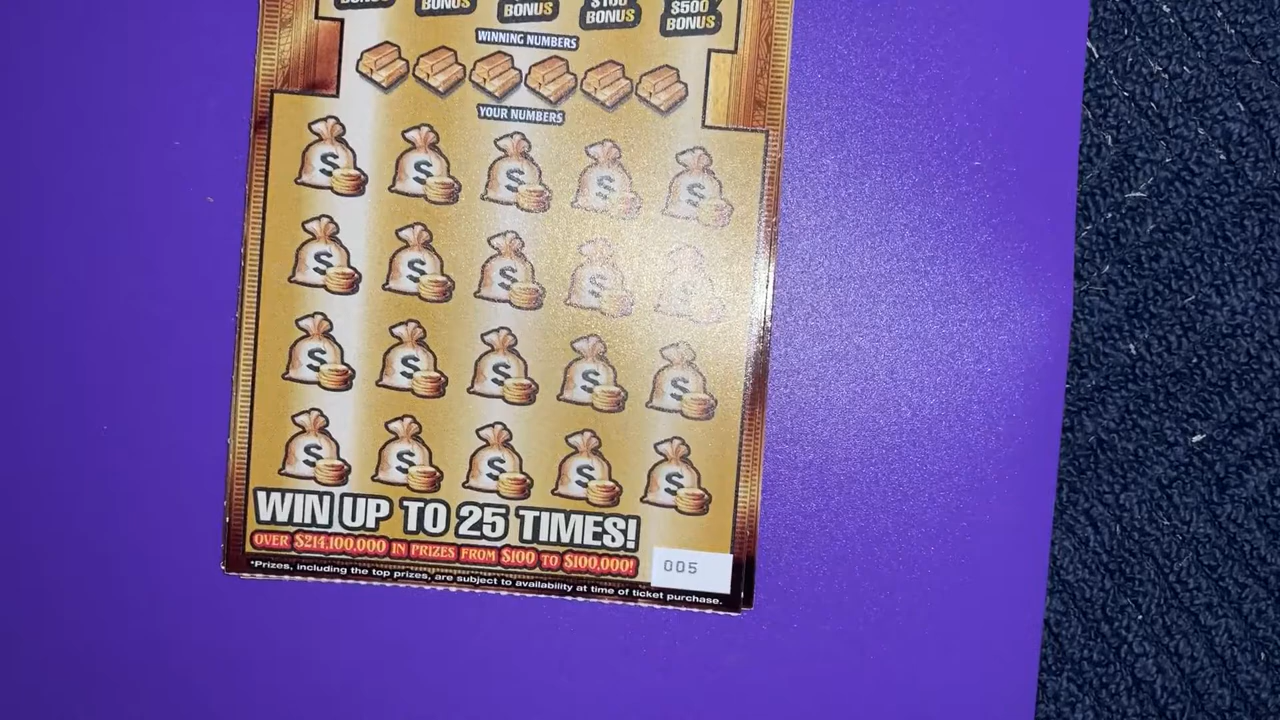 BONUS BONUS BONUS $100 BONUS $500 BONUS
WINNING NUMBERS
YOUR NUMBERS
WIN UP TO 25 TIMES!
OVER $214,100,000 IN PRIZES FROM $100 TO $100,000!
*Prizes, including the top prizes, are subject to availability at time of ticket purchase.
005